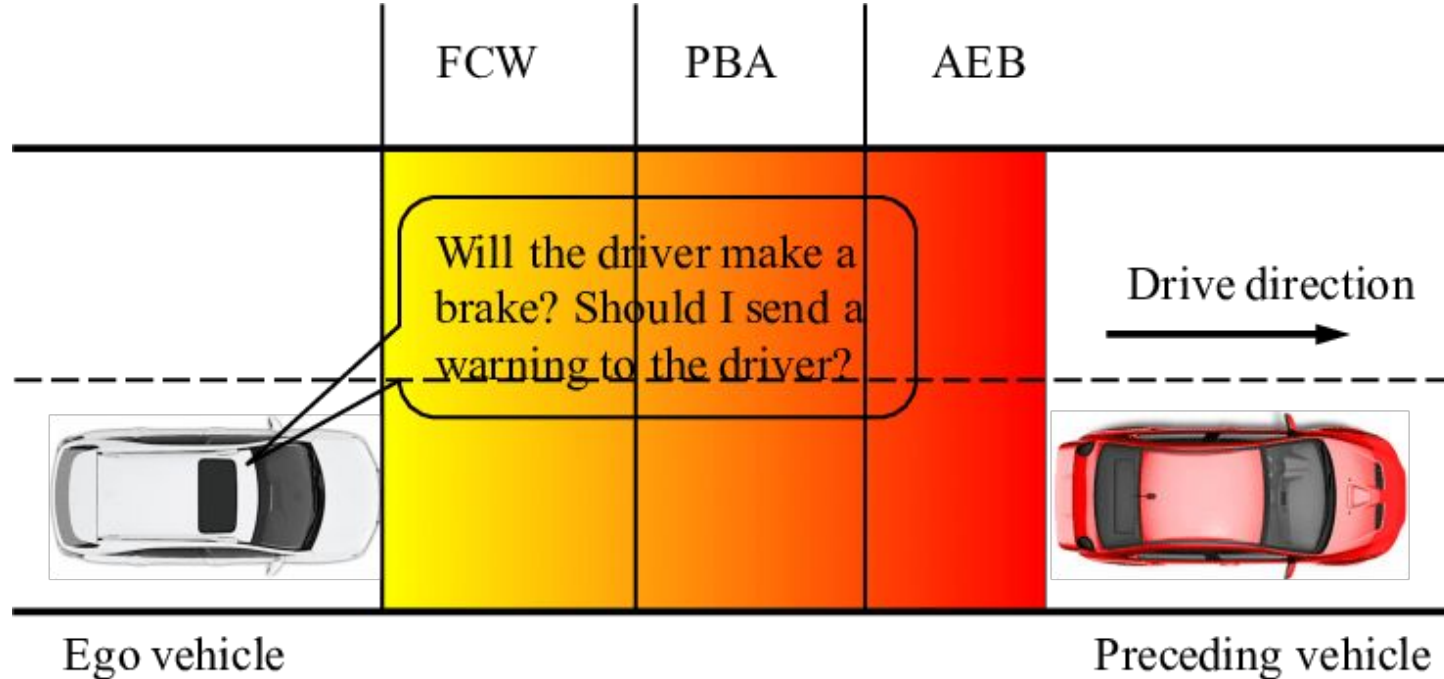 FCW
PBA
AEB
Will the driver make a
brake? Should I send a
warning to the driver?
Drive direction
Ego vehicle
Preceding vehicle